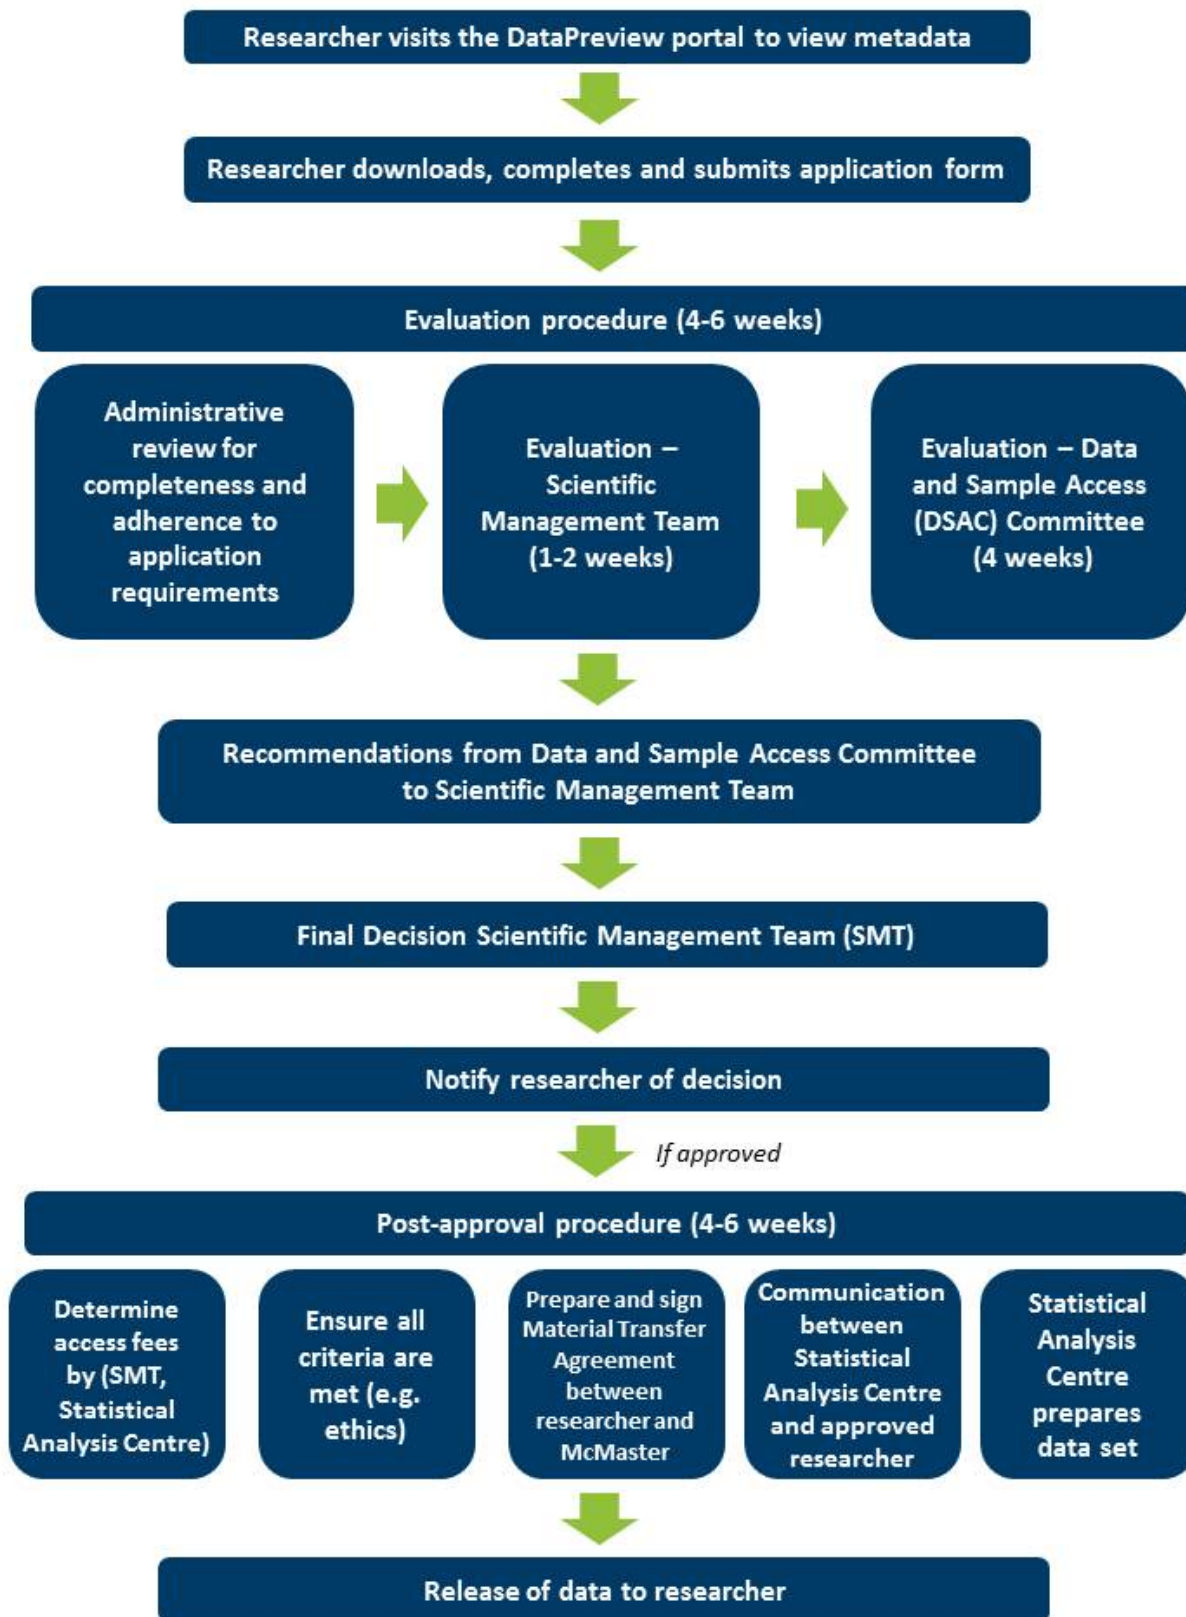 Researcher visits the DataPreview portal to view metadata
Researcher downloads, completes and submits application form
Evaluation procedure (4-6 weeks)
Administrative
review for
completeness and
adherence to
application
requirements
Evaluation –
Scientific
Management Team
(1-2 weeks)
Evaluation – Data
and Sample Access
(DSAC) Committee
(4 weeks)
Recommendations from Data and Sample Access Committee
to Scientific Management Team
Final Decision Scientific Management Team (SMT)
Notify researcher of decision
If approved
Post-approval procedure (4-6 weeks)
Determine
access fees
by (SMT,
Statistical
Analysis Centre)
Ensure all
criteria are
met (e.g.
ethics)
Prepare and sign
Material Transfer
Agreement
between
researcher and
McMaster
Communication
between
Statistical
Analysis Centre
and approved
researcher
Statistical
Analysis
Centre
prepares
data set
Release of data to researcher